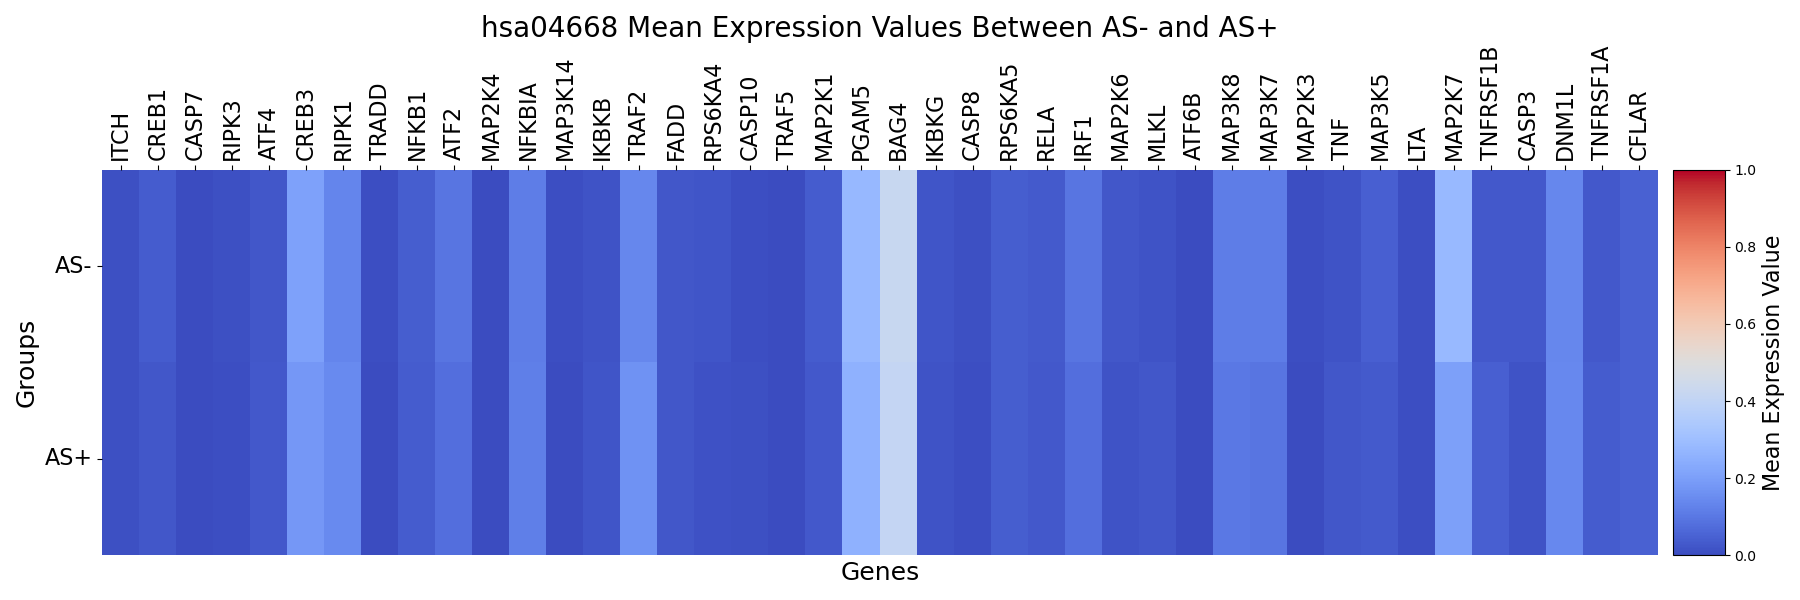 hsa04668 Mean Expression Values Between AS- and AS+
ITCH
CREB1
CASP7
RIPK3
ATF4
CREB3
RIPK1
TRADD
NFKB1
ATF2
MAP2K4
NFKBIA
MAP3K14
IKBKB
TRAF2
FADD
RPS6KA4
CASP10
TRAF5
MAP2K1
PGAM5
BAG4
IKBKG
CASP8
RPS6KA5
RELA
IRF1
MAP2K6
MLKL
ATF6B
MAP3K8
MAP3K7
MAP2K3
TNF
MAP3K5
LTA
MAP2K7
TNFRSF1B
CASP3
DNM1L
TNFRSF1A
CFLAR
Groups
AS-
AS+
Genes
1.0
0.8
0.6
0.4
0.2
0.0
Mean Expression Value